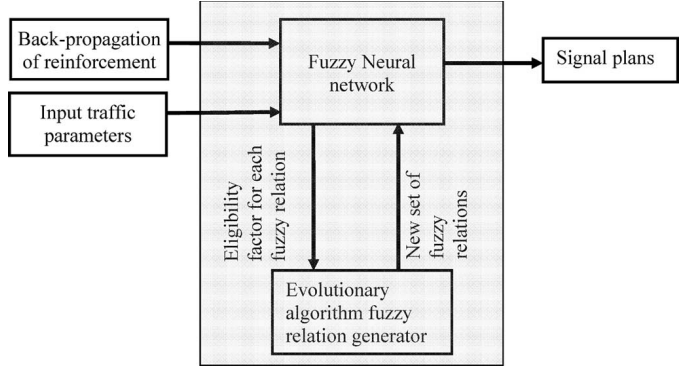 Back-propagation
of reinforcement
Input traffic
parameters
Fuzzy Neural
network
Signal plans
Eligibility
factor for each
fuzzy relation
New set of
fuzzy
relations
Evolutionary
algorithm fuzzy
relation generator